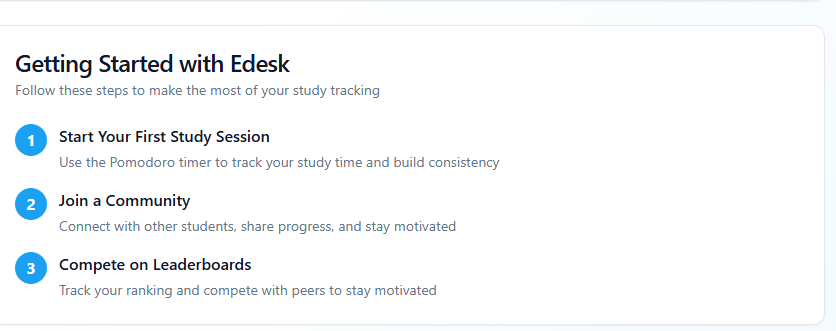 Getting Started with Edesk
Follow these steps to make the most of your study tracking
1
Start Your First Study Session
Use the Pomodoro timer to track your study time and build consistency
2
Join a Community
Connect with other students, share progress, and stay motivated
3
Compete on Leaderboards
Track your ranking and compete with peers to stay motivated